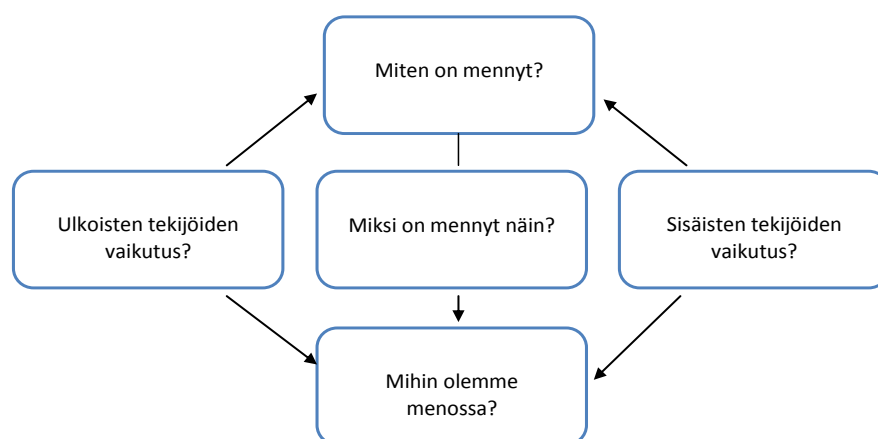 Miten on mennyt?
Ulkoisten tekijöiden
vaikutus?
Miksi on mennyt näin?
Sisäisten tekijöiden
vaikutus?
Mihin olemme
menossa?